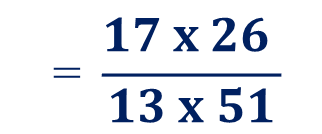 17 x 26
=
13 x 51